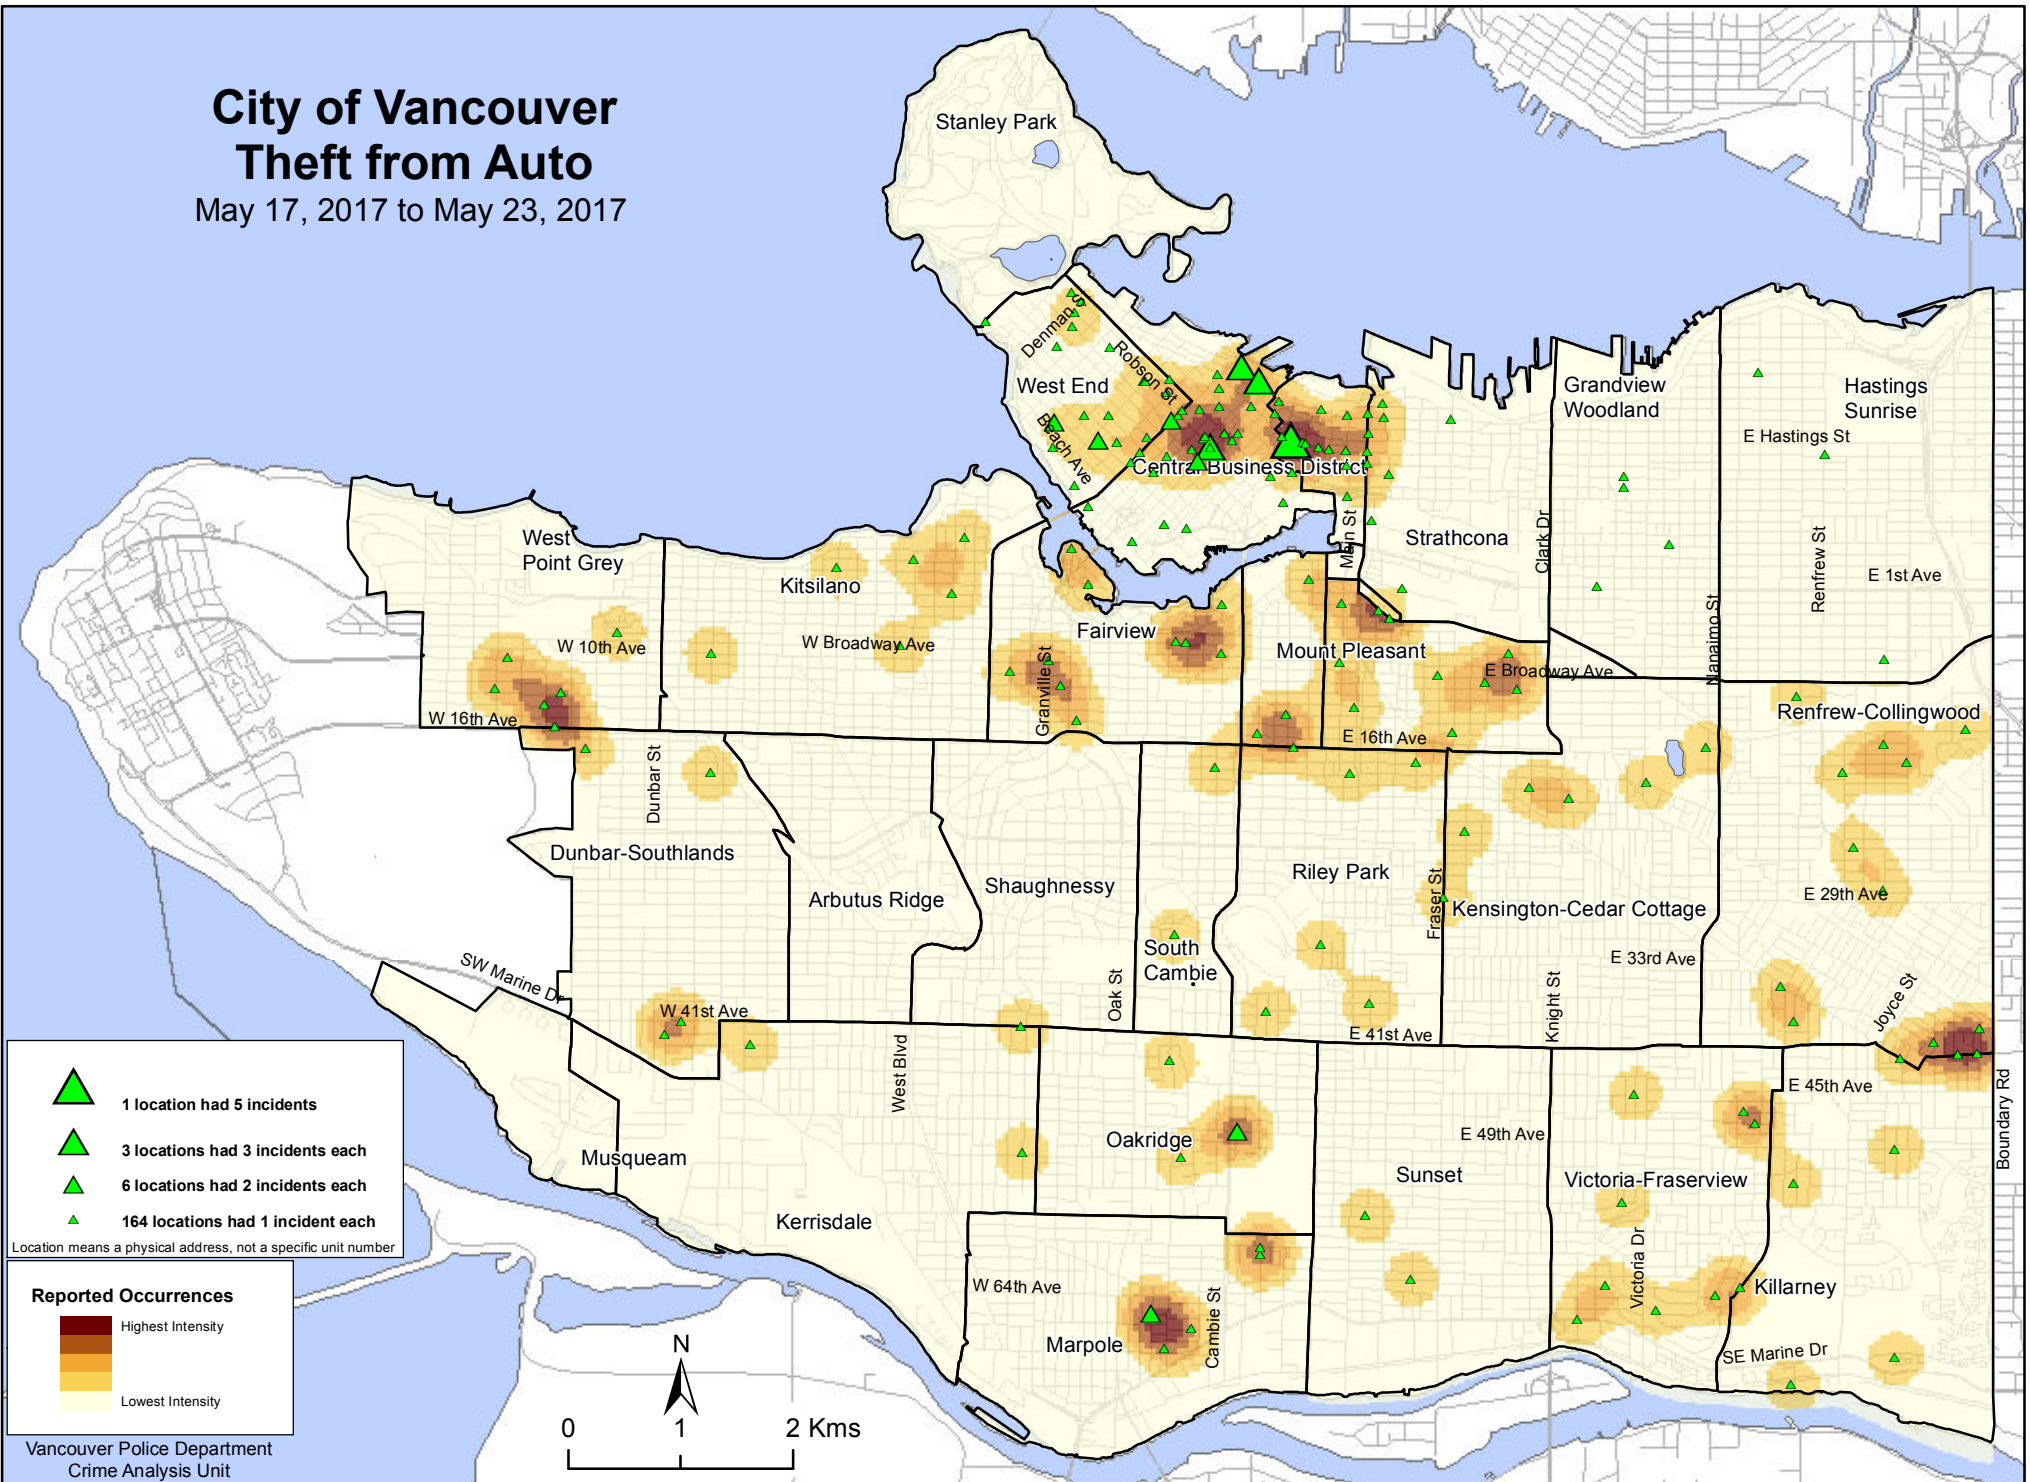 City of Vancouver
Theft from Auto
May 17, 2017 to May 23, 2017
Stanley Park
Denman St
Robson St
West End
Beach Ave
Central Business District
Grandview
Woodland
Hastings
Sunrise
E Hastings St
Main St
Strathcona
Clark Dr
Nanaimo St
Renfrew St
E 1st Ave
West
Point Grey
Kitsilano
W 10th Ave
W Broadway Ave
Fairview
Granville St
Mount Pleasant
E Broadway Ave
W 16th Ave
E 16th Ave
Renfrew-Collingwood
Dunbar St
Dunbar-Southlands
Arbutus Ridge
Shaughnessy
Riley Park
Fraser St
Kensington-Cedar Cottage
E 29th Ave
South
Cambie
Oak St
E 33rd Ave
Knight St
Joyce St
SW Marine Dr
W 41st Ave
E 41st Ave
West Blvd
E 45th Ave
Boundary Rd
Musqueam
Oakridge
E 49th Ave
Sunset
Victoria-Fraserview
Kerrisdale
Victoria Dr
Killarney
W 64th Ave
Cambie St
Marpole
SE Marine Dr
1 location had 5 incidents
3 locations had 3 incidents each
6 locations had 2 incidents each
164 locations had 1 incident each
Location means a physical address, not a specific unit number
Reported Occurrences
Highest Intensity
Lowest Intensity
Vancouver Police Department
Crime Analysis Unit
N
0 1 2 Kms